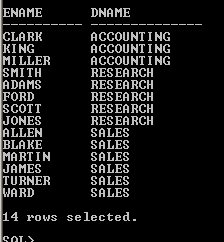 ENAME DNAME
---------- --------------
CLARK ACCOUNTING
KING ACCOUNTING
MILLER ACCOUNTING
SMITH RESEARCH
ADAMS RESEARCH
FORD RESEARCH
SCOTT RESEARCH
JONES RESEARCH
ALLEN SALES
BLAKE SALES
MARTIN SALES
JAMES SALES
TURNER SALES
WARD SALES
14 rows selected.
SQL>